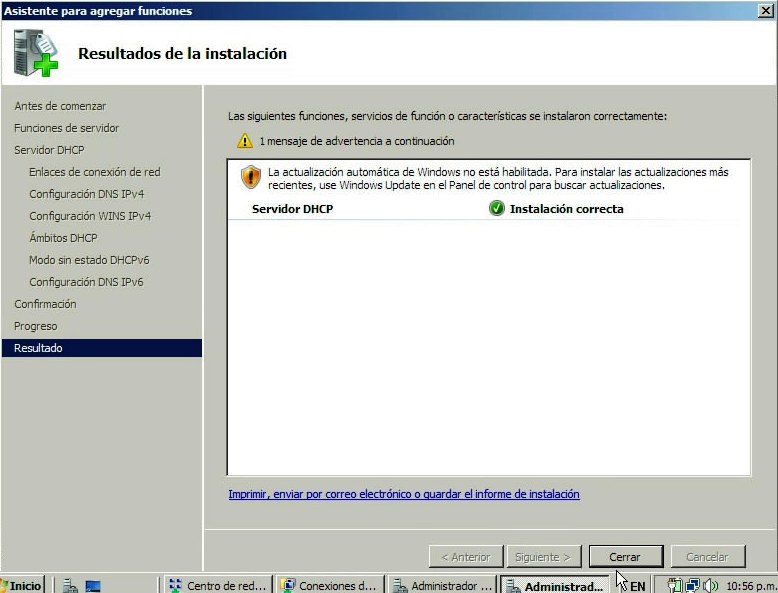 Asistente para agregar funciones
Resultados de la instalación
Antes de comenzar
Funciones de servidor
Servidor DHCP
Enlaces de conexión de red
Configuración DNS IPv4
Configuración WINS IPv4
Ámbitos DHCP
Modo sin estado DHCPv6
Configuración DNS IPv6
Confirmación
Progreso
Resultado
Las siguientes funciones, servicios de función o características se instalaron correctamente:
1 mensaje de advertencia a continuación
La actualización automática de Windows no está habilitada. Para instalar las actualizaciones más
recientes, use Windows Update en el Panel de control para buscar actualizaciones.
Servidor DHCP Instalación correcta
Imprimir, enviar por correo electrónico o guardar el informe de instalación
< Anterior Siguiente > Cerrar Cancelar
Inicio Centro de red... Conexiones d... Administrador ... Administrad... EN 10:56 p.m.